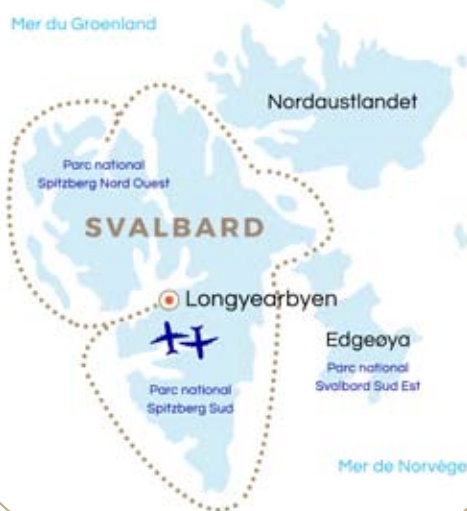 Mer du Groenland
Nordaustlandet
Parc national
Spitzberg Nord Ouest
SVALBARD
Longyearbyen
Edgeøya
Parc national
Svalbard Sud Est
Parc national
Spitzberg Sud
Mer de Norvège